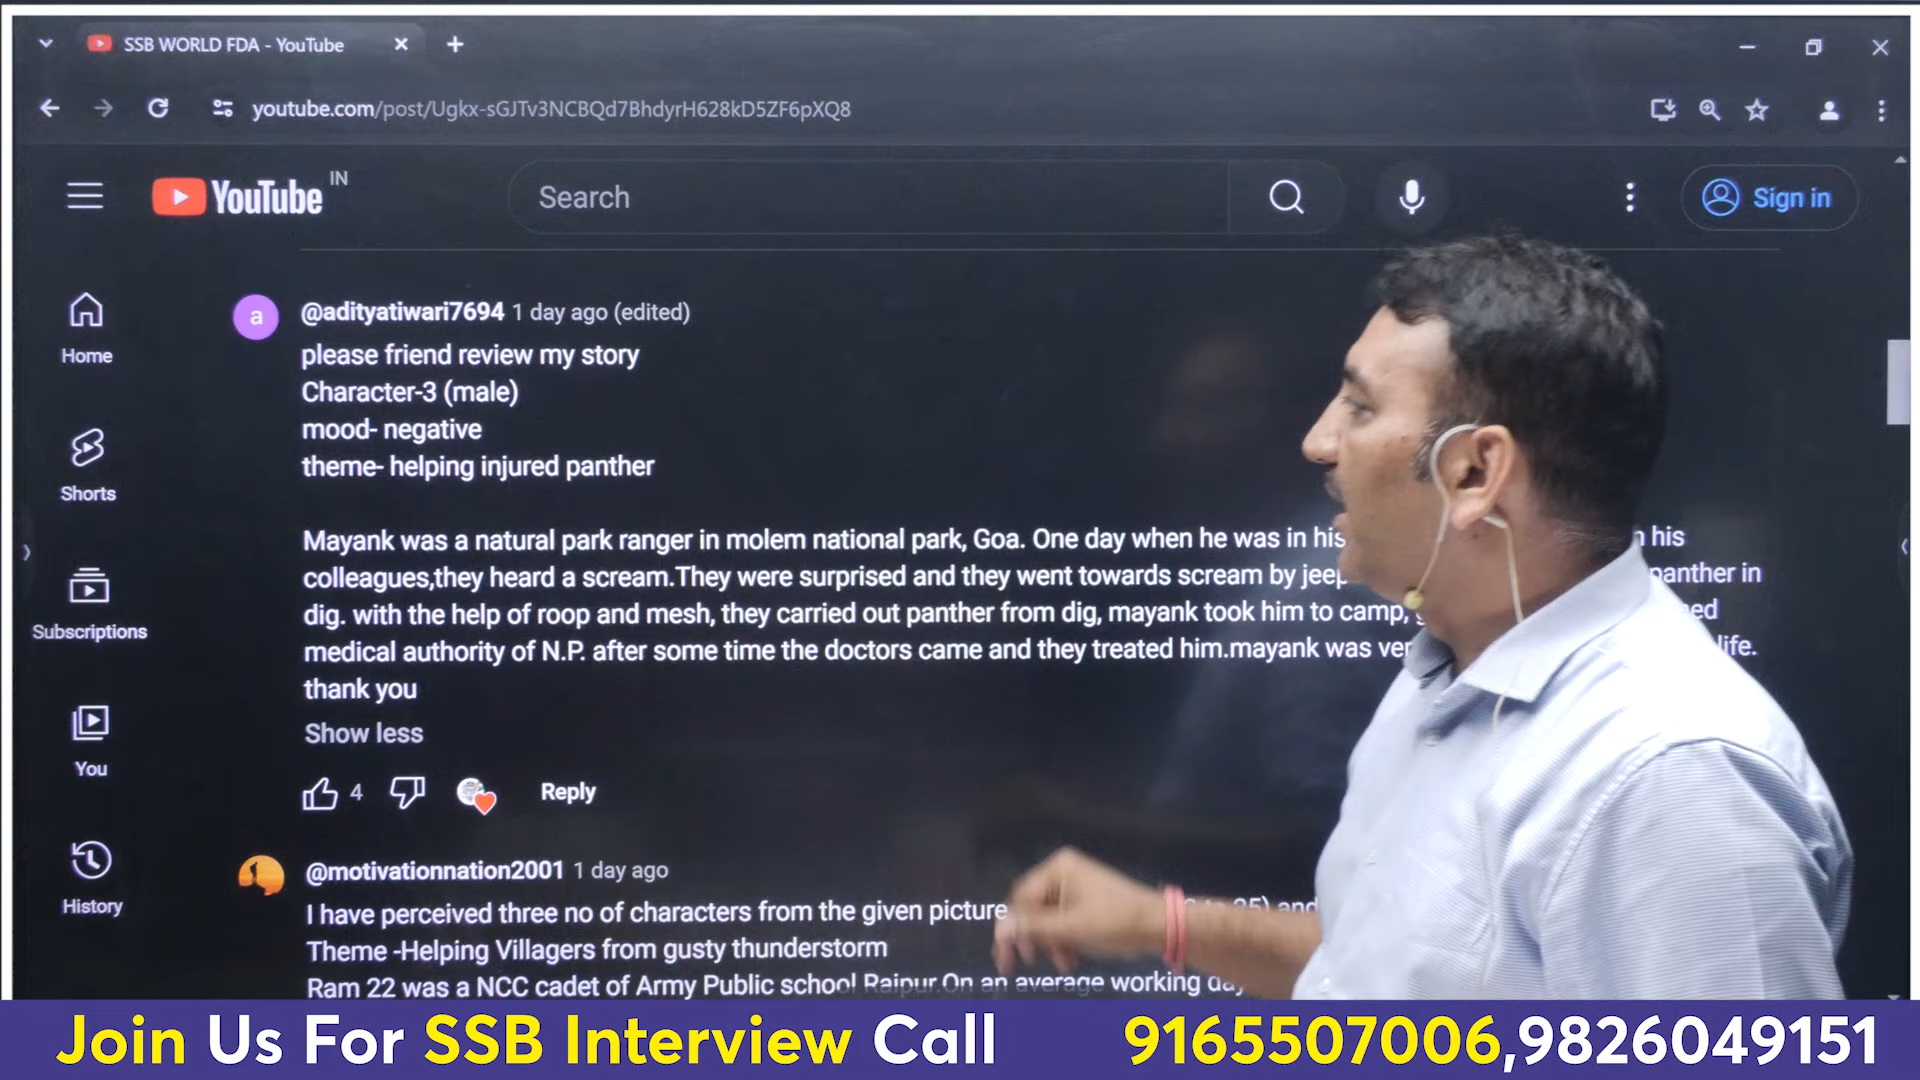 SSB WORLD FDA - YouTube
youtube.com/post/Ugkx-sGJTv3NCBQd7BhdyrH628kD5ZF6pXQ8
YouTube IN
Search
Sign in
Home
Shorts
Subscriptions
You
History
@adityatiwari7694 1 day ago (edited)
please friend review my story
Character-3 (male)
mood- negative
theme- helping injured panther
Mayank was a natural park ranger in molem national park, Goa. One day when he was in his his
colleagues,they heard a scream.They were surprised and they went towards scream by jeep panther in
dig. with the help of roop and mesh, they carried out panther from dig, mayank took him to camp,
medical authority of N.P. after some time the doctors came and they treated him.mayank was life.
thank you
Show less
4
Reply
@motivationnation2001 1 day ago
I have perceived three no of characters from the given picture and
Theme -Helping Villagers from gusty thunderstorm
Ram 22 was a NCC cadet of Army Public school Raipur.On an average working
Join Us For SSB Interview Call 9165507006,9826049151